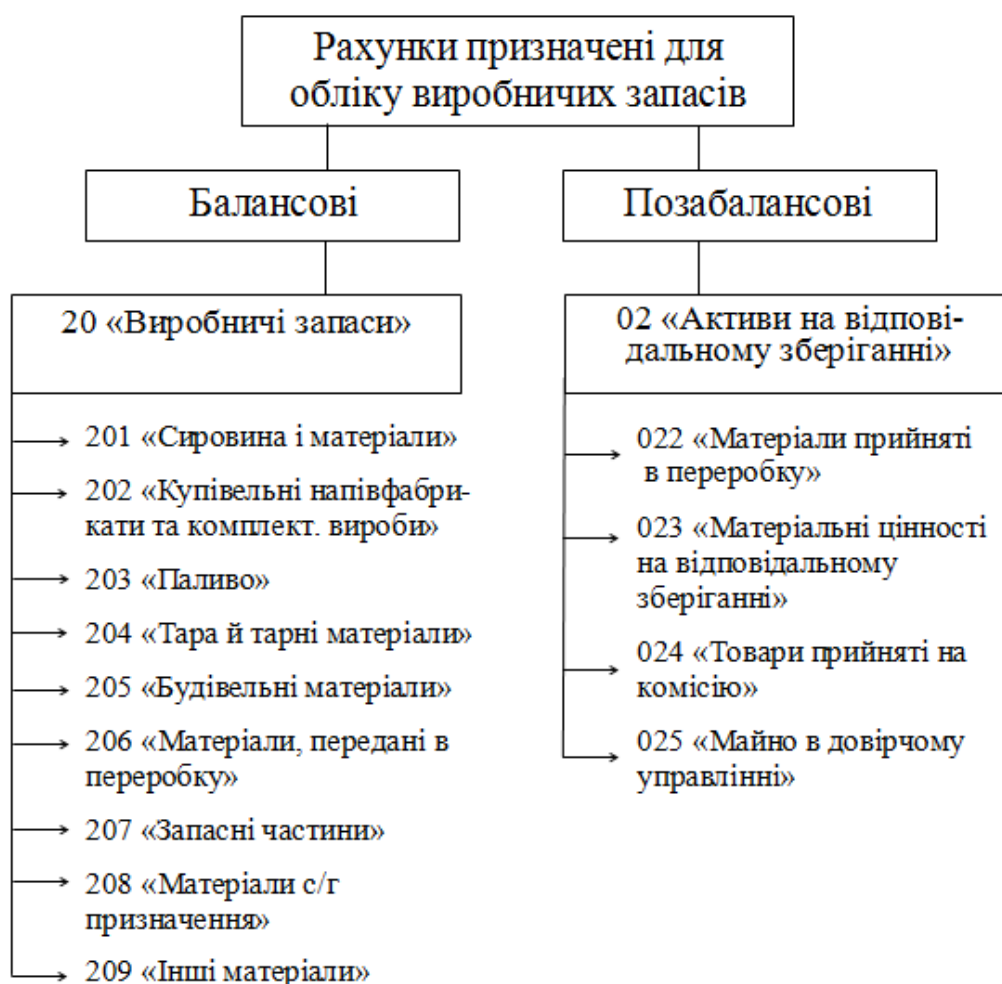 Рахунки призначені для
обліку виробничих запасів
Балансові
Позабалансові
20 «Виробничі запаси»
02 «Активи на відпові-
дальному зберіганні»
201 «Сировина і матеріали»
202 «Купівельні напівфабри-
кати та комплект. вироби»
203 «Паливо»
204 «Тара й тарні матеріали»
205 «Будівельні матеріали»
206 «Матеріали, передані в
переробку»
207 «Запасні частини»
208 «Матеріали с/г
призначення»
209 «Інші матеріали»
022 «Матеріали прийняті
в переробку»
023 «Матеріальні цінності
на відповідальному
зберіганні»
024 «Товари прийняті на
комісію»
025 «Майно в довірчому
управлінні»